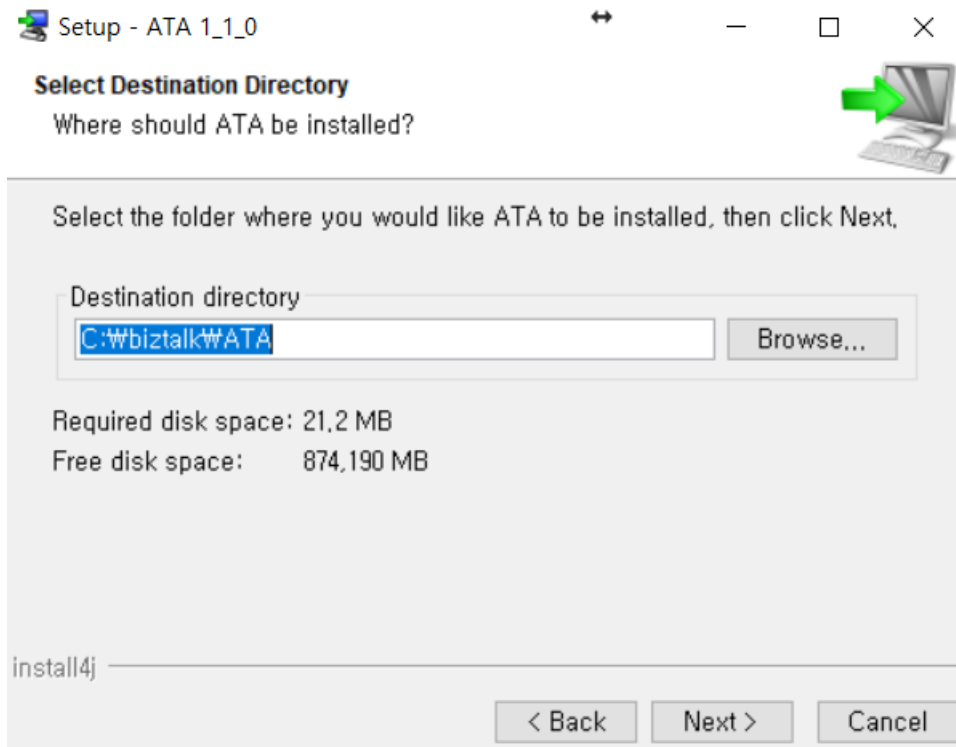 Setup - ATA 1_1_0
Select Destination Directory
Where should ATA be installed?
Select the folder where you would like ATA to be installed, then click Next.
Destination directory
C:₩biztalk₩ATA
Browse...
Required disk space: 21.2 MB
Free disk space: 874,190 MB
install4j
< Back
Next >
Cancel